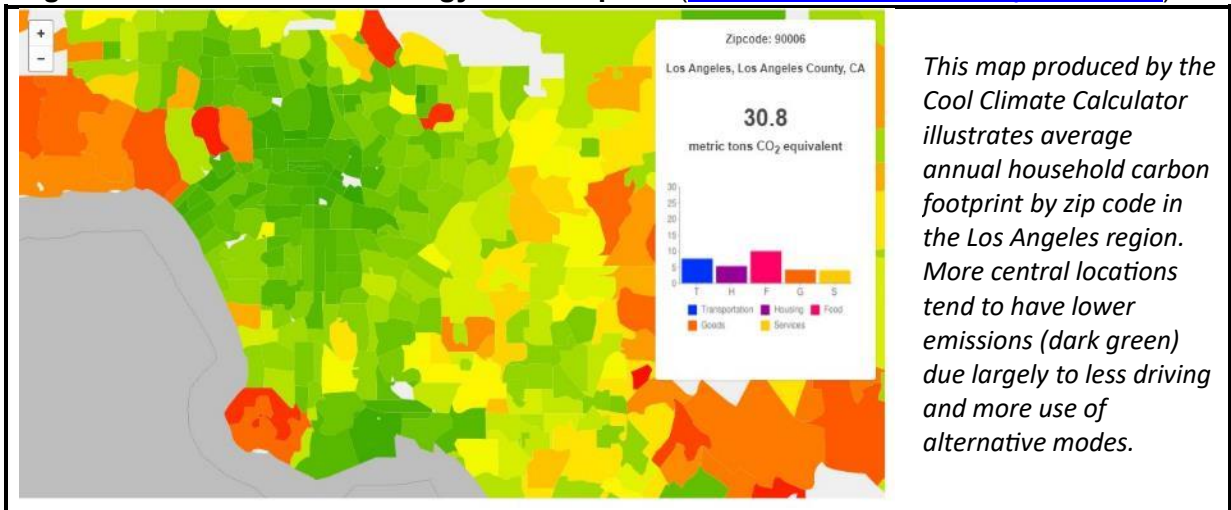 +
−
Zipcode: 90006
Los Angeles, Los Angeles County, CA
30.8
metric tons CO2 equivalent
30
25
20
15
10
5
0
T H F G S
Transportation Housing Food
Goods Services
This map produced by the
Cool Climate Calculator
illustrates average
annual household carbon
footprint by zip code in
the Los Angeles region.
More central locations
tend to have lower
emissions (dark green)
due largely to less driving
and more use of
alternative modes.